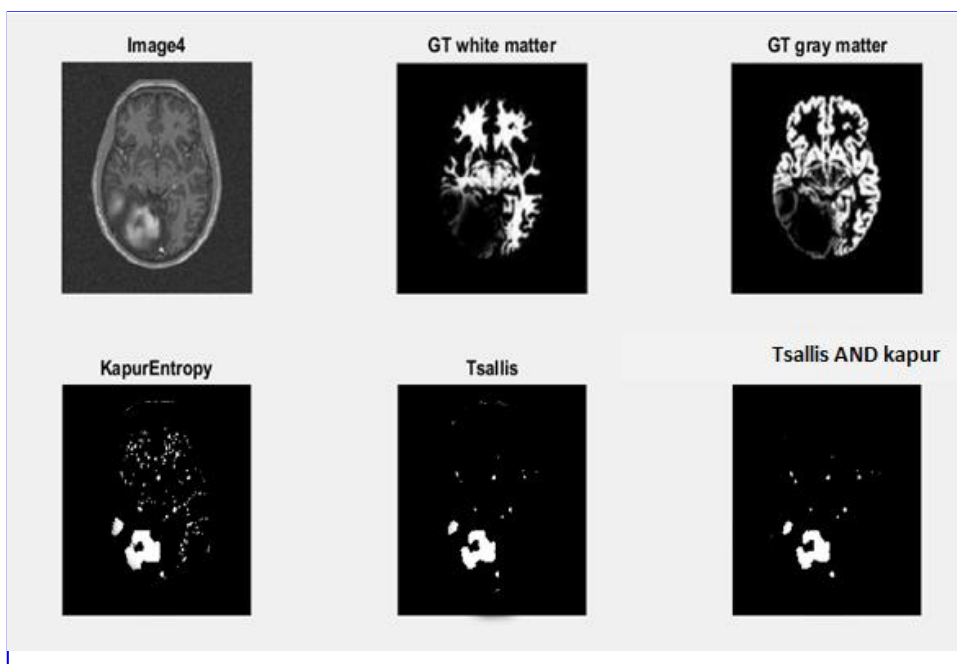 Image4
GT white matter
GT gray matter
KapurEntropy
Tsallis
Tsallis AND kapur